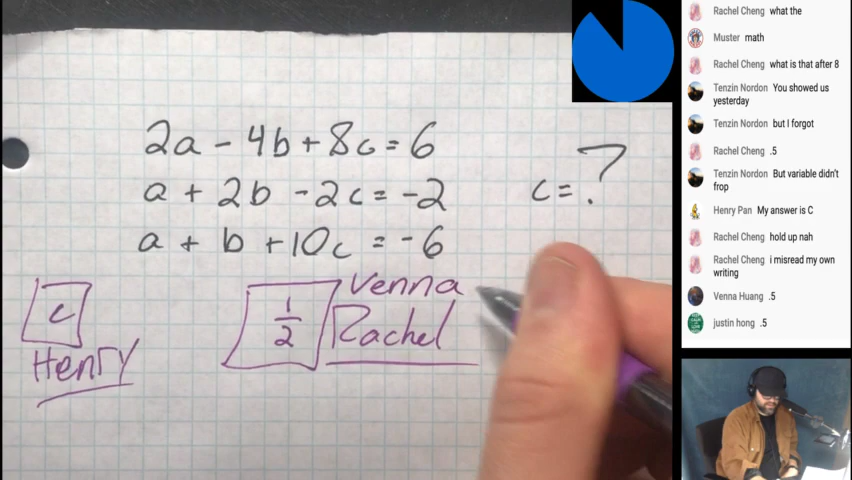 2a - 4b + 8c = 6
a + 2b - 2c = -2
a + b + 10c = -6
c = ?
c
Henry
1/2
Venna
Rachel
Rachel Cheng what the
Muster math
Rachel Cheng what is that after 8
Tenzin Nordon You showed us
yesterday
Tenzin Nordon but I forgot
Rachel Cheng .5
Tenzin Nordon But variable didn't
frop
Henry Pan My answer is C
Rachel Cheng hold up nah
Rachel Cheng i misread my own
writing
Venna Huang .5
justin hong .5